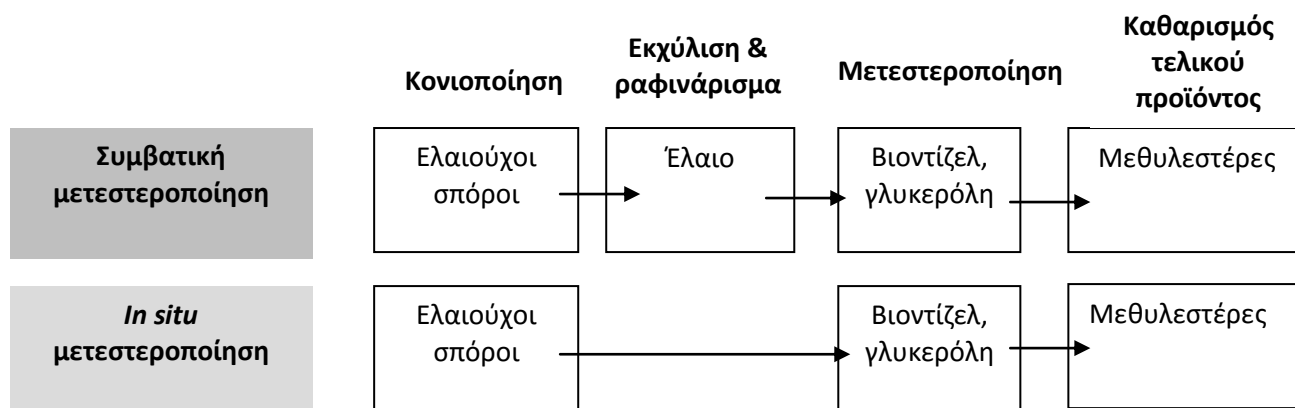 Κονιοποίηση
Εκχύλιση &
ραφινάρισμα
Μετεστεροποίηση
Καθαρισμός
τελικού
προϊόντος
Συμβατική
μετεστεροποίηση
Ελαιούχοι
σπόροι
Έλαιο
Βιοντίζελ,
γλυκερόλη
Μεθυλεστέρες
In situ
μετεστεροποίηση
Ελαιούχοι
σπόροι
Βιοντίζελ,
γλυκερόλη
Μεθυλεστέρες